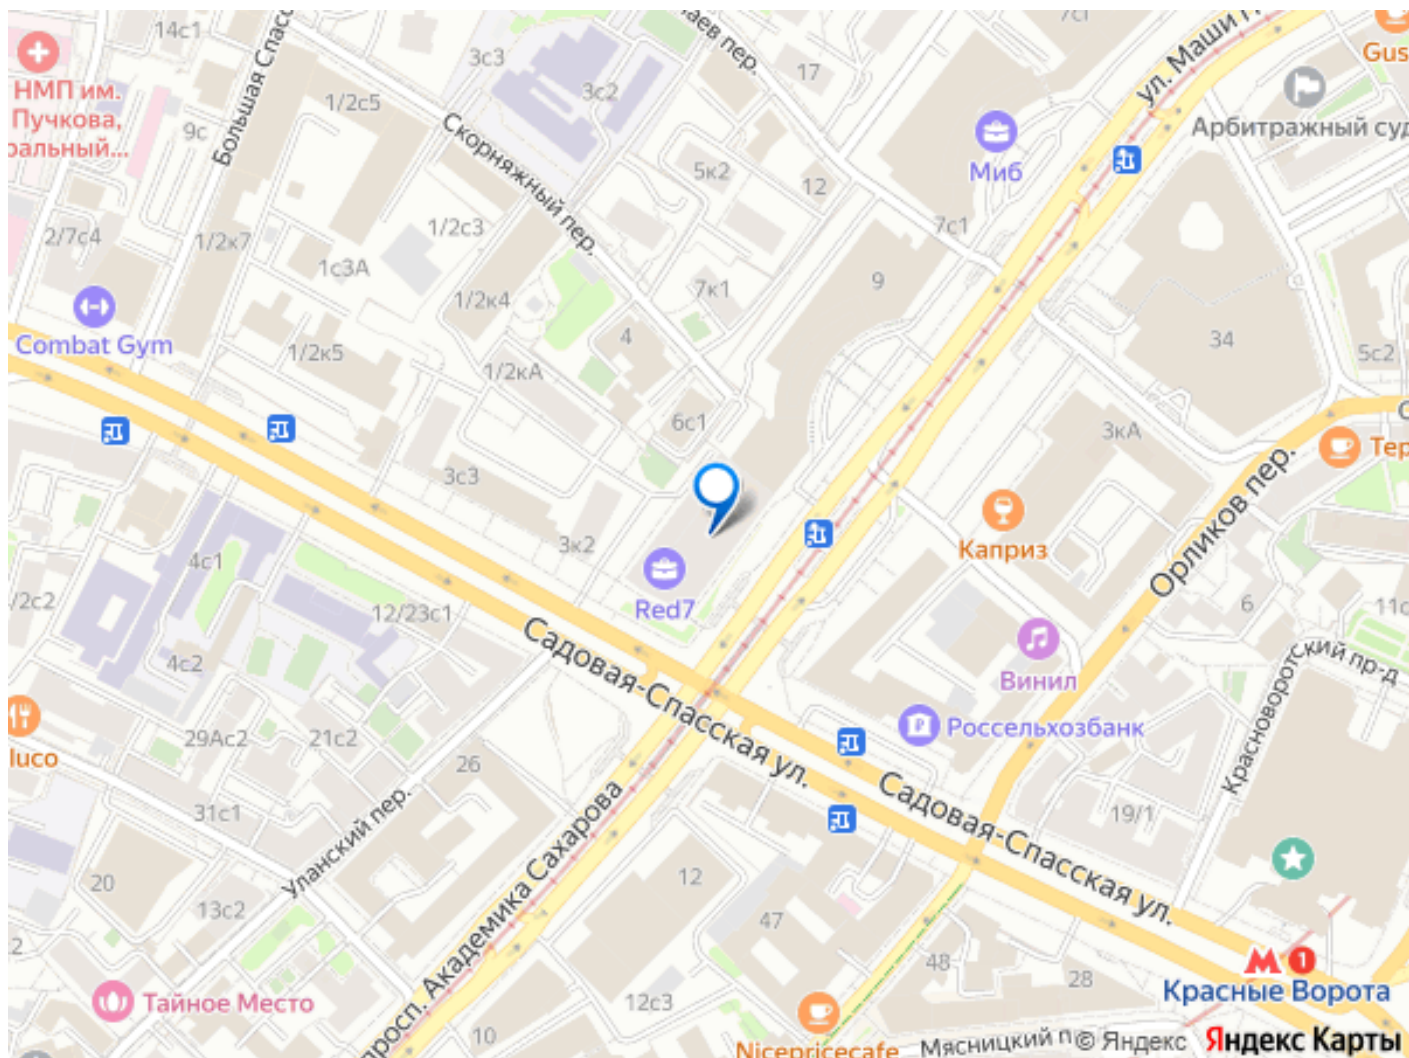 14с1
Большая Спасс
3с3
3с2
1/2с5
НМП им.
Пучкова,
ральный...
9с
Скорняжный пер.
аев пер.
17
7с1
ул. Маши
Gus
Арбитражный суд
Миб
5к2
12
7с1
2/7с4
1/2к7
1/2с3
1с3А
1/2к4
7к1
9
4
34
5с2
Combat Gym
1/2к5
1/2кА
6с1
3кА
Тер
3с3
3к2
Каприз
Орликов пер.
4с1
Red7
/2с2
12/23с1
6
11с
4с2
Садовая-Спасская ул.
Винил
Красноворотский пр-д
Россельхозбанк
luco
29Ас2
21с2
26
31с1
Уланский пер.
Садовая-Спасская ул.
19/1
20
13с2
12
47
просп. Академика Сахарова
2
48
28
1
Красные Ворота
Тайное Место
12с3
10
Nicepricecafe
Мясницкий п
© Яндекс
Яндекс Карты